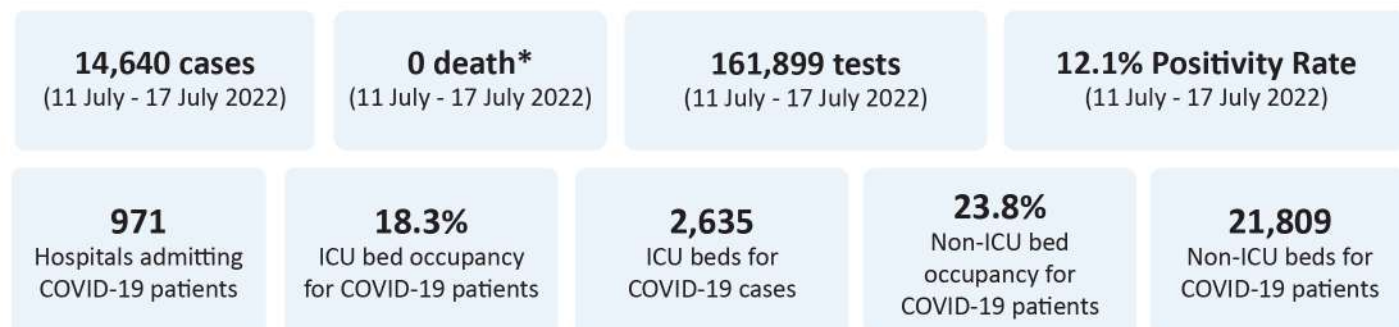 14,640 cases
(11 July - 17 July 2022)
0 death*
(11 July - 17 July 2022)
161,899 tests
(11 July - 17 July 2022)
12.1% Positivity Rate
(11 July - 17 July 2022)
971
Hospitals admitting
COVID-19 patients
18.3%
ICU bed occupancy
for COVID-19 patients
2,635
ICU beds for
COVID-19 cases
23.8%
Non-ICU bed
occupancy for
COVID-19 patients
21,809
Non-ICU beds for
COVID-19 patients